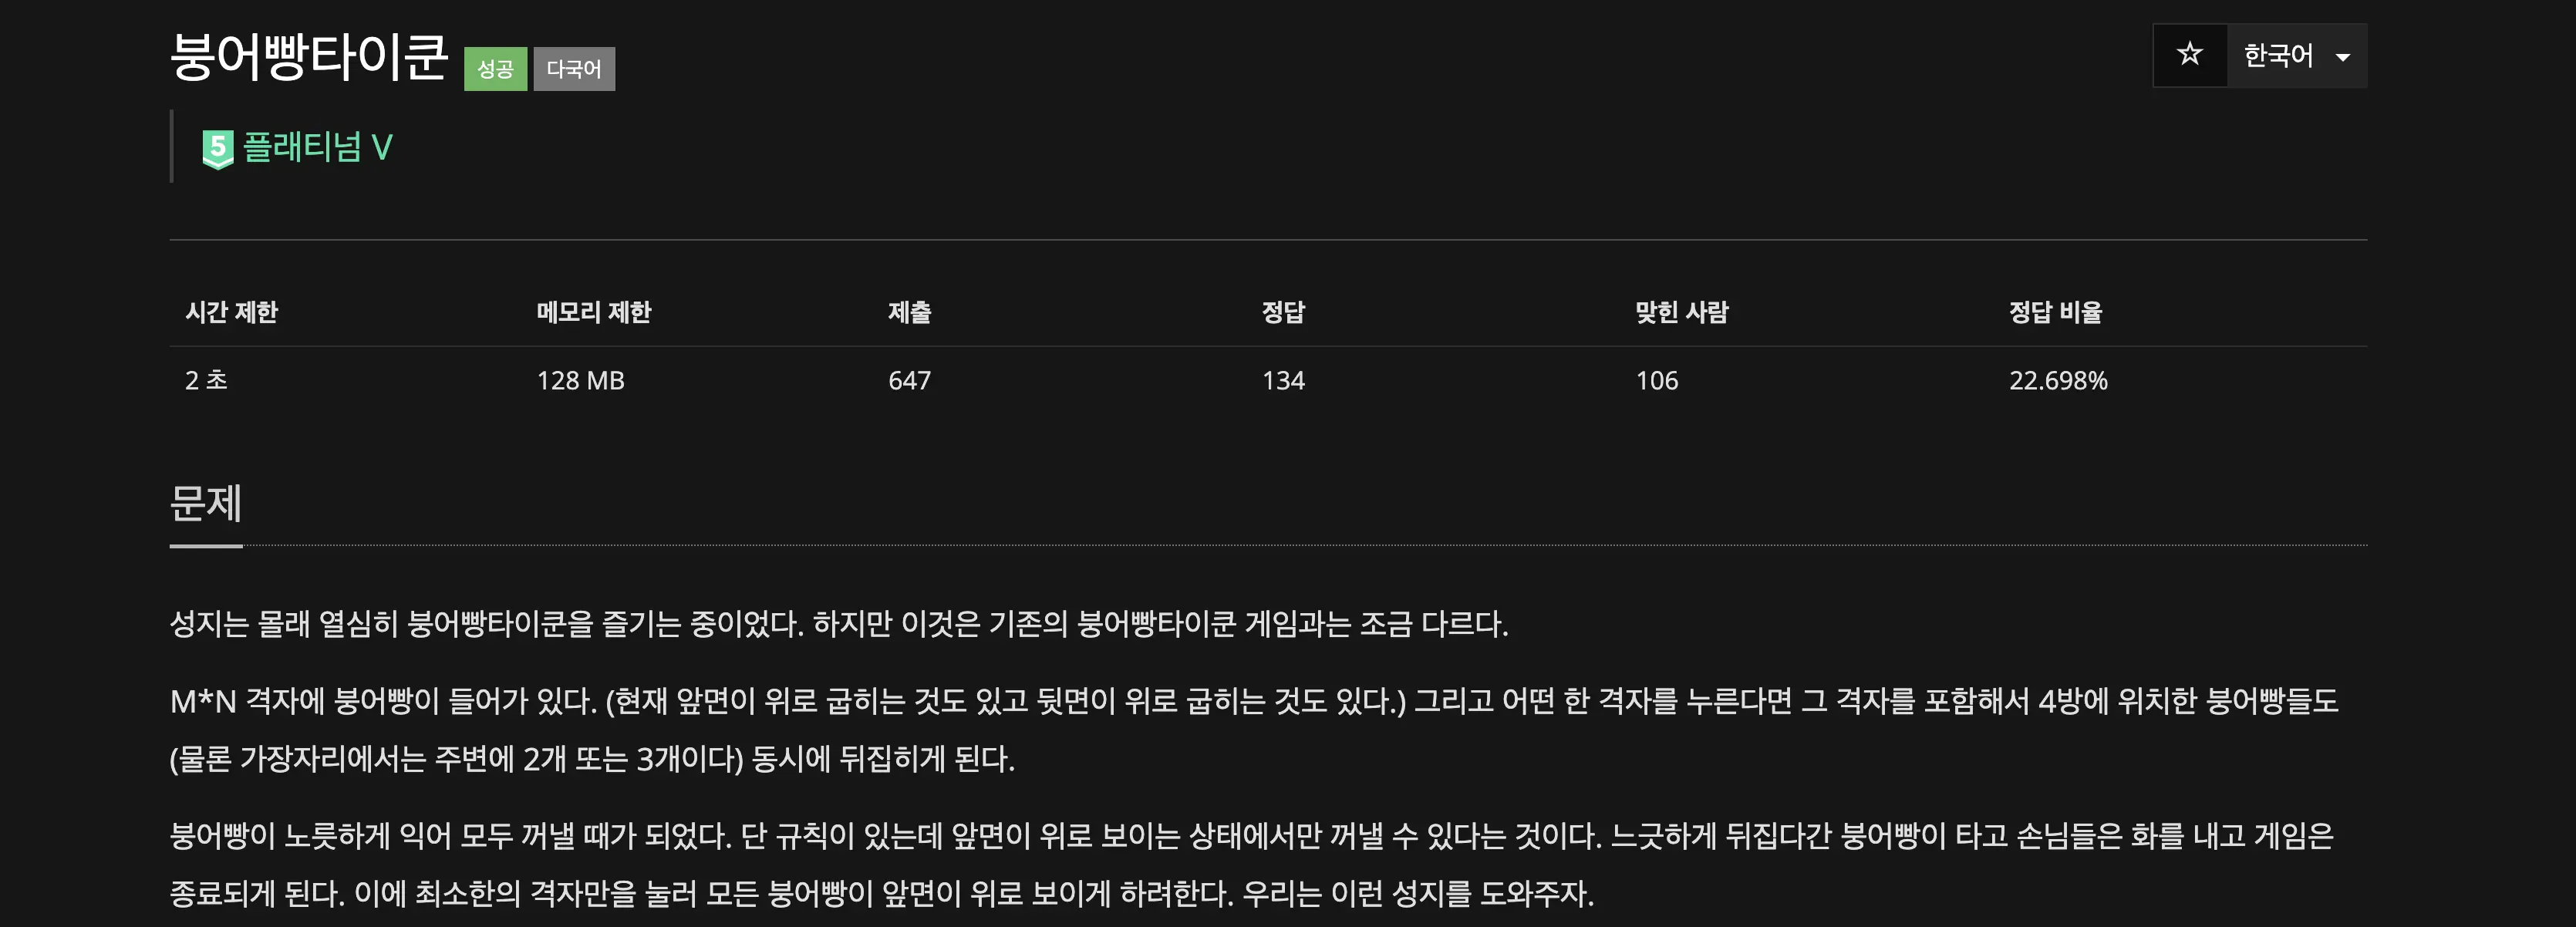 붕어빵타이쿤 성공 다국어
☆ 한국어
5 플래티넘 V
시간 제한 메모리 제한 제출 정답 맞힌 사람 정답 비율
2 초 128 MB 647 134 106 22.698%
문제
성지는 몰래 열심히 붕어빵타이쿤을 즐기는 중이었다. 하지만 이것은 기존의 붕어빵타이쿤 게임과는 조금 다르다.
M*N 격자에 붕어빵이 들어가 있다. (현재 앞면이 위로 굽히는 것도 있고 뒷면이 위로 굽히는 것도 있다.) 그리고 어떤 한 격자를 누른다면 그 격자를 포함해서 4방에 위치한 붕어빵들도
(물론 가장자리에서는 주변에 2개 또는 3개이다) 동시에 뒤집히게 된다.
붕어빵이 노릇하게 익어 모두 꺼낼 때가 되었다. 단 규칙이 있는데 앞면이 위로 보이는 상태에서만 꺼낼 수 있다는 것이다. 느긋하게 뒤집다간 붕어빵이 타고 손님들은 화를 내고 게임은
종료되게 된다. 이에 최소한의 격자만을 눌러 모든 붕어빵이 앞면이 위로 보이게 하려한다. 우리는 이런 성지를 도와주자.